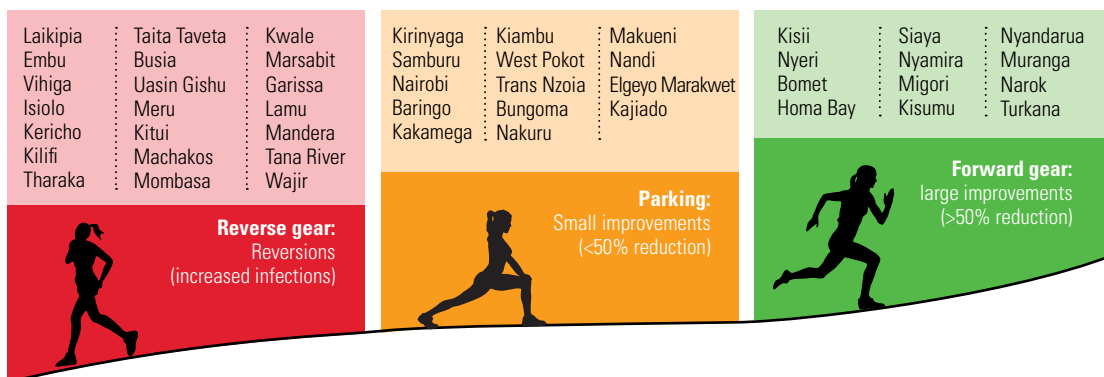 Laikipia
Embu
Vihiga
Isiolo
Kericho
Kilifi
Tharaka
Taita Taveta
Busia
Uasin Gishu
Meru
Kitui
Machakos
Mombasa
Kwale
Marsabit
Garissa
Lamu
Mandera
Tana River
Wajir
Reverse gear:
Reversions
(increased infections)
Kirinyaga
Samburu
Nairobi
Baringo
Kakamega
Kiambu
West Pokot
Trans Nzoia
Bungoma
Nakuru
Makueni
Nandi
Elgeyo Marakwet
Kajiado
Parking:
Small improvements
(<50% reduction)
Kisii
Nyeri
Bomet
Homa Bay
Siaya
Nyamira
Migori
Kisumu
Nyandarua
Muranga
Narok
Turkana
Forward gear:
large improvements
(>50% reduction)